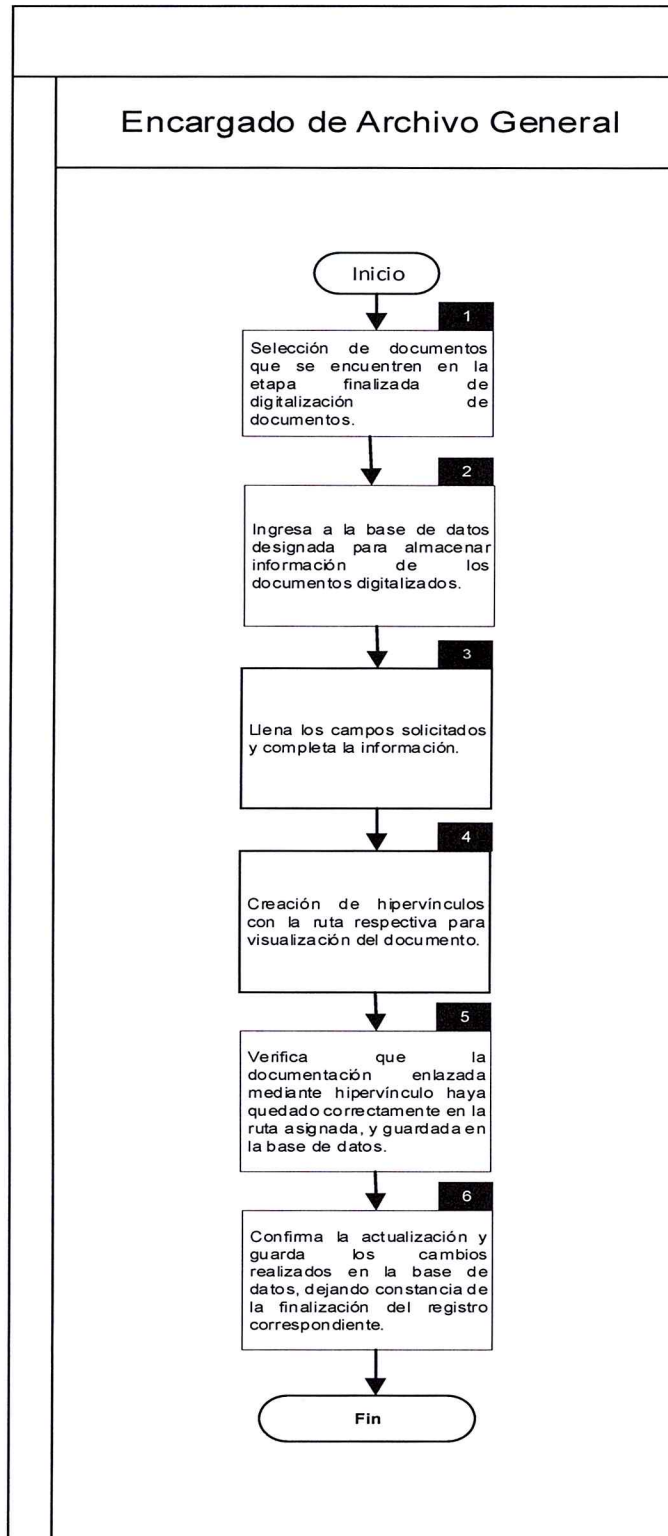 Encargado de Archivo General
Inicio
1
Selección de documentos
que se encuentren en la
etapa finalizada de
digitalización de
documentos.
2
Ingresa a la base de datos
designada para almacenar
información de los
documentos digitalizados.
3
Llena los campos solicitados
y completa la información.
4
Creación de hipervínculos
con la ruta respectiva para
visualización del documento.
5
Verifica que la
documentación enlazada
mediante hipervínculo haya
quedado correctamente en la
ruta asignada, y guardada en
la base de datos.
6
Confirma la actualización y
guarda los cambios
realizados en la base de
datos, dejando constancia de
la finalización del registro
correspondiente.
Fin